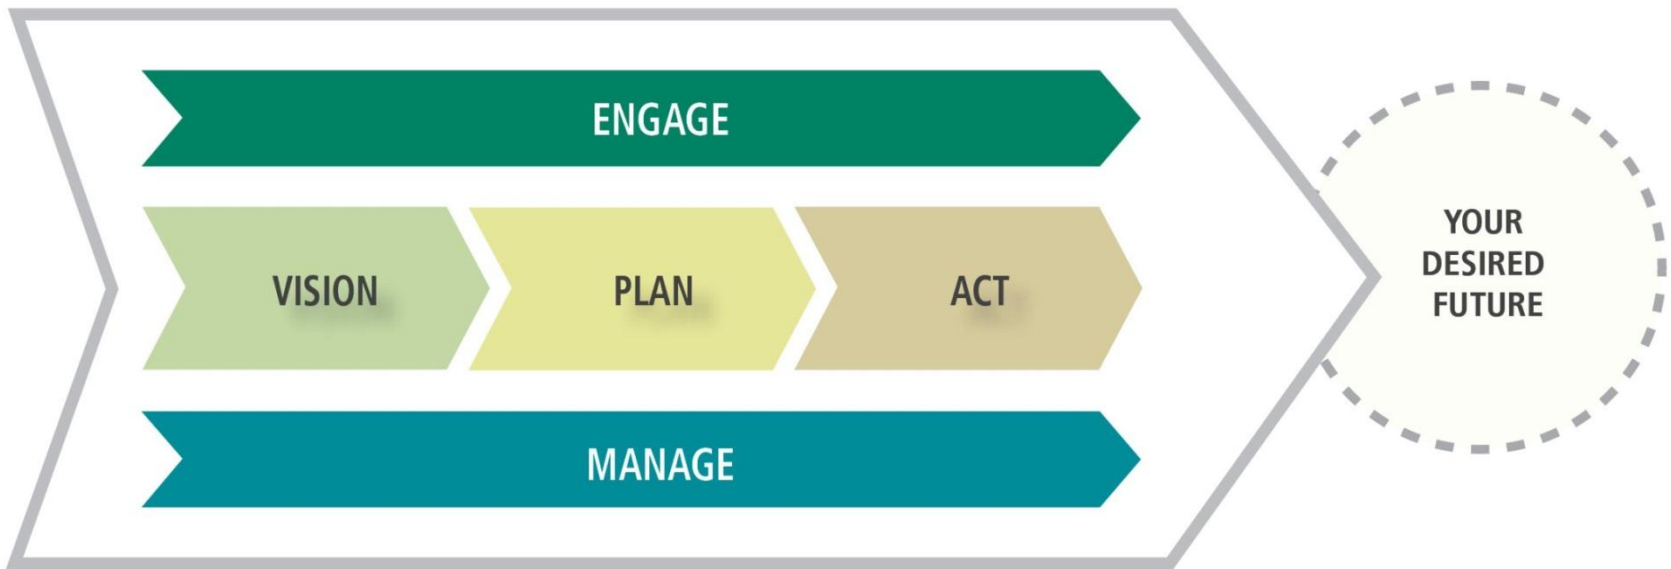 ENGAGE
VISION
PLAN
ACT
MANAGE
YOUR
DESIRED
FUTURE